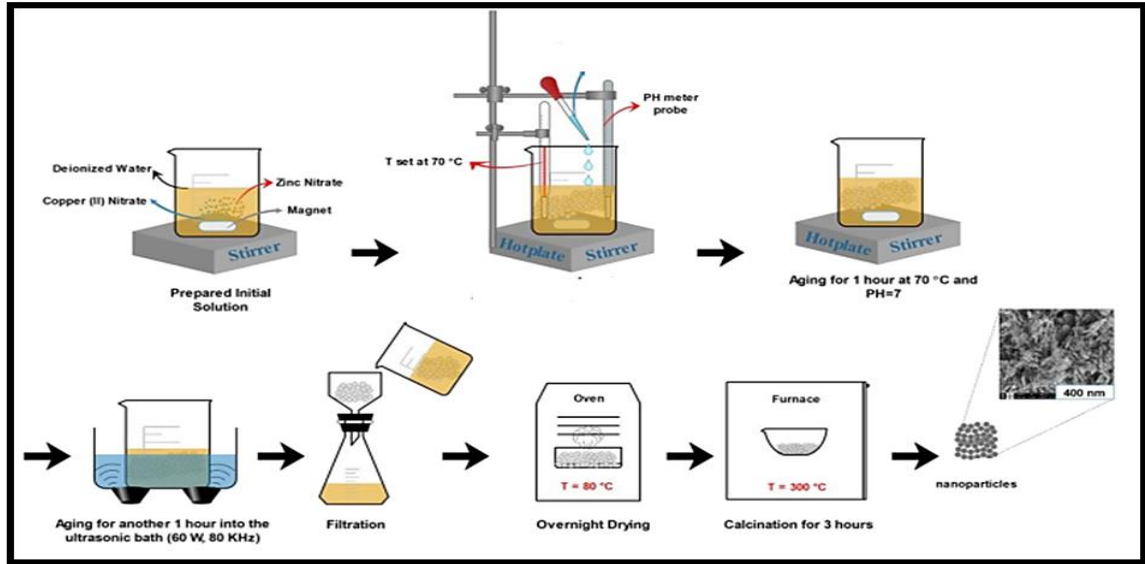 Deionized Water
Copper (II) Nitrate
Zinc Nitrate
Magnet
Stirrer
Prepared Initial
Solution
T set at 70 °C
PH meter
probe
Hotplate Stirrer
Hotplate Stirrer
Aging for 1 hour at 70 °C and
PH=7
Aging for another 1 hour into the
ultrasonic bath (60 W, 80 KHz)
Filtration
Oven
T = 80 °C
Overnight Drying
Furnace
T = 300 °C
Calcination for 3 hours
400 nm
nanoparticles